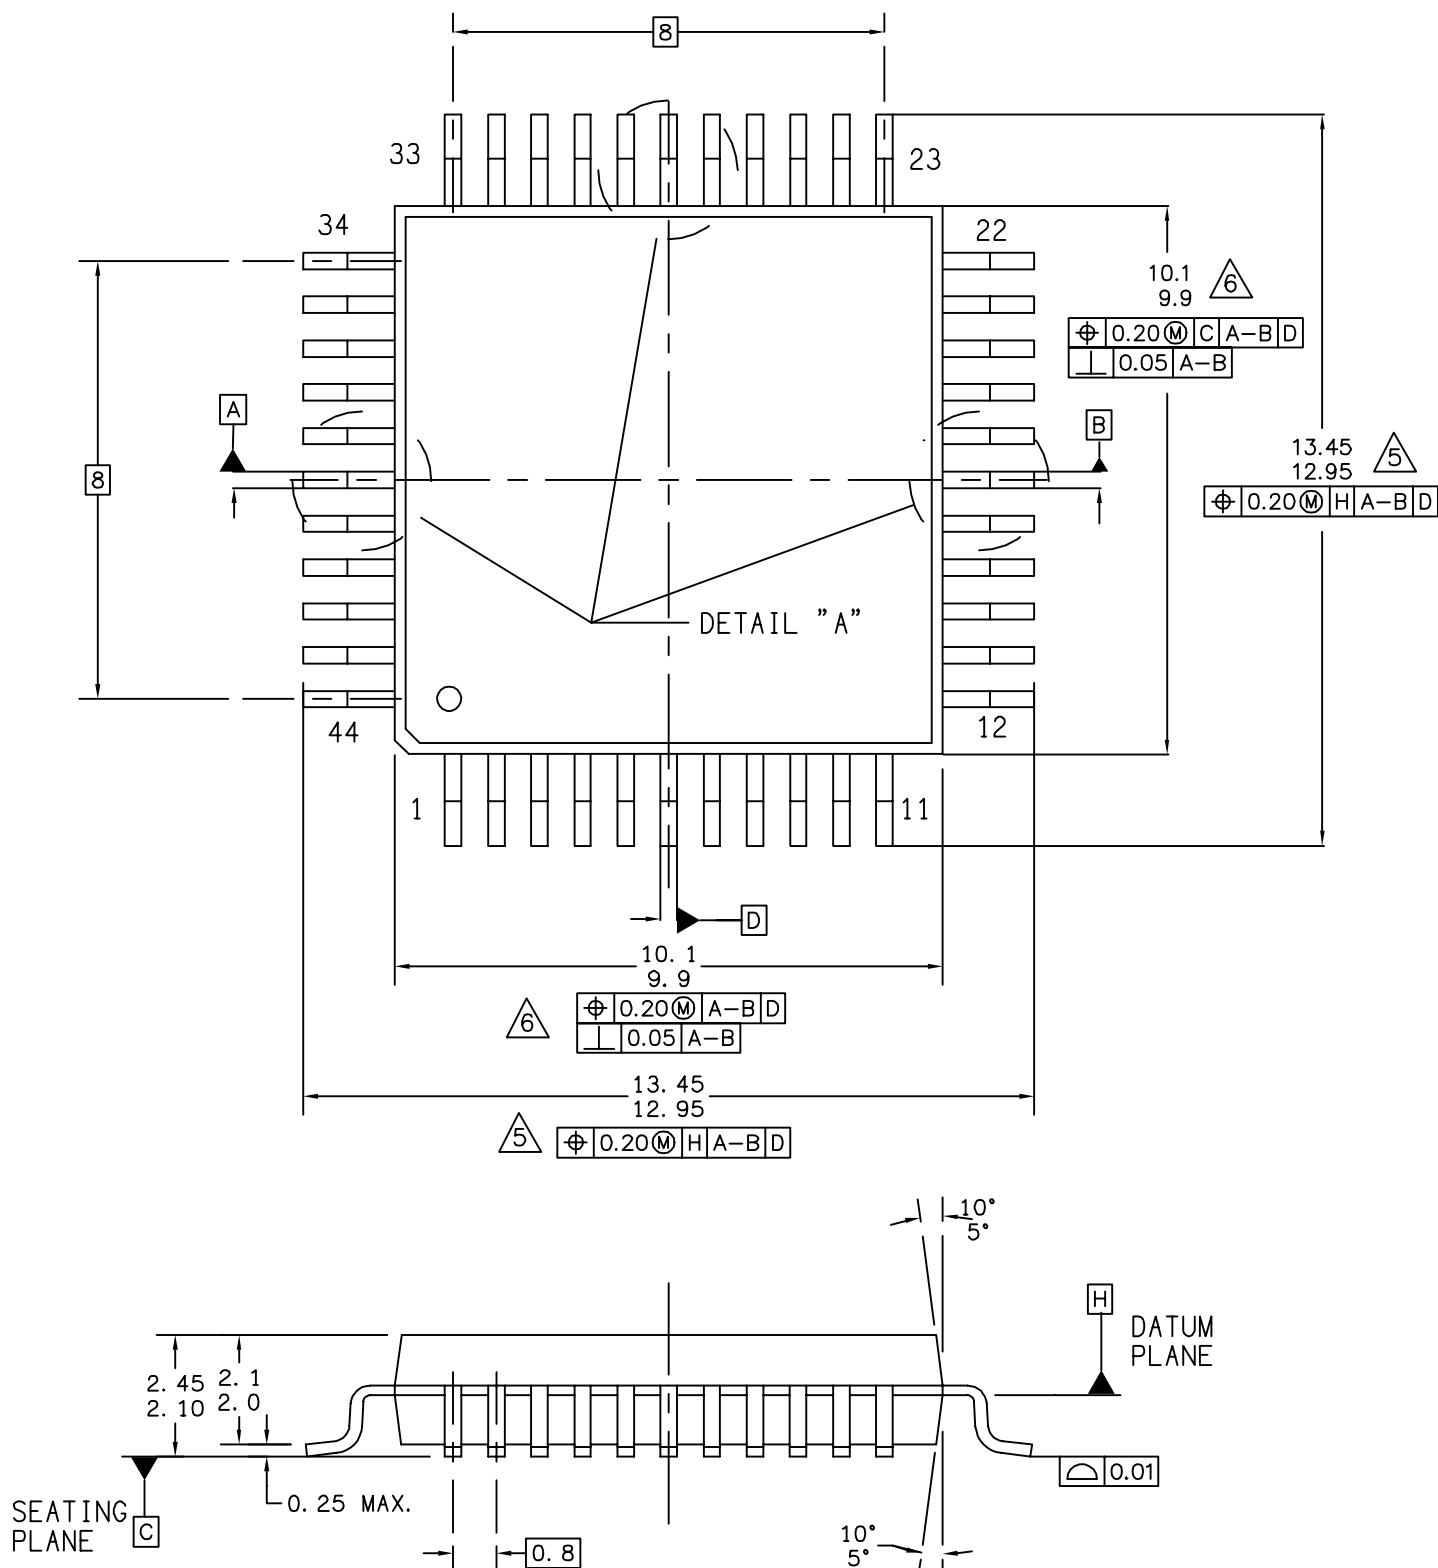 8
33
23
34
22
10.1
9.9
6
⌖ 0.20 Ⓜ C A–B D
⊥ 0.05 A–B
A
B
8
13.45
12.95
5
⌖ 0.20 Ⓜ H A–B D
DETAIL ”A”
44
12
1
11
D
10. 1
9. 9
6
⌖ 0.20 Ⓜ A–B D
⊥ 0.05 A–B
13. 45
12. 95
5
⌖ 0.20 Ⓜ H A–B D
10°
5°
H
DATUM
PLANE
2. 45
2. 10
2. 1
2. 0
⌓ 0.01
0. 25 MAX.
SEATING
PLANE
C
0. 8
10°
5°